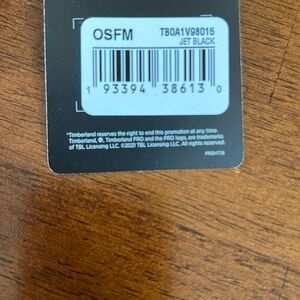 OSFM TB0A1V98015
JET BLACK
1 93394 38613 0
*Timberland reserves the right to end this promotion at any time.
Timberland, ®, Timberland PRO and the PRO logo, are trademarks
of TBL Licensing LLC. ©2021 TBL Licensing LLC. All rights reserved.